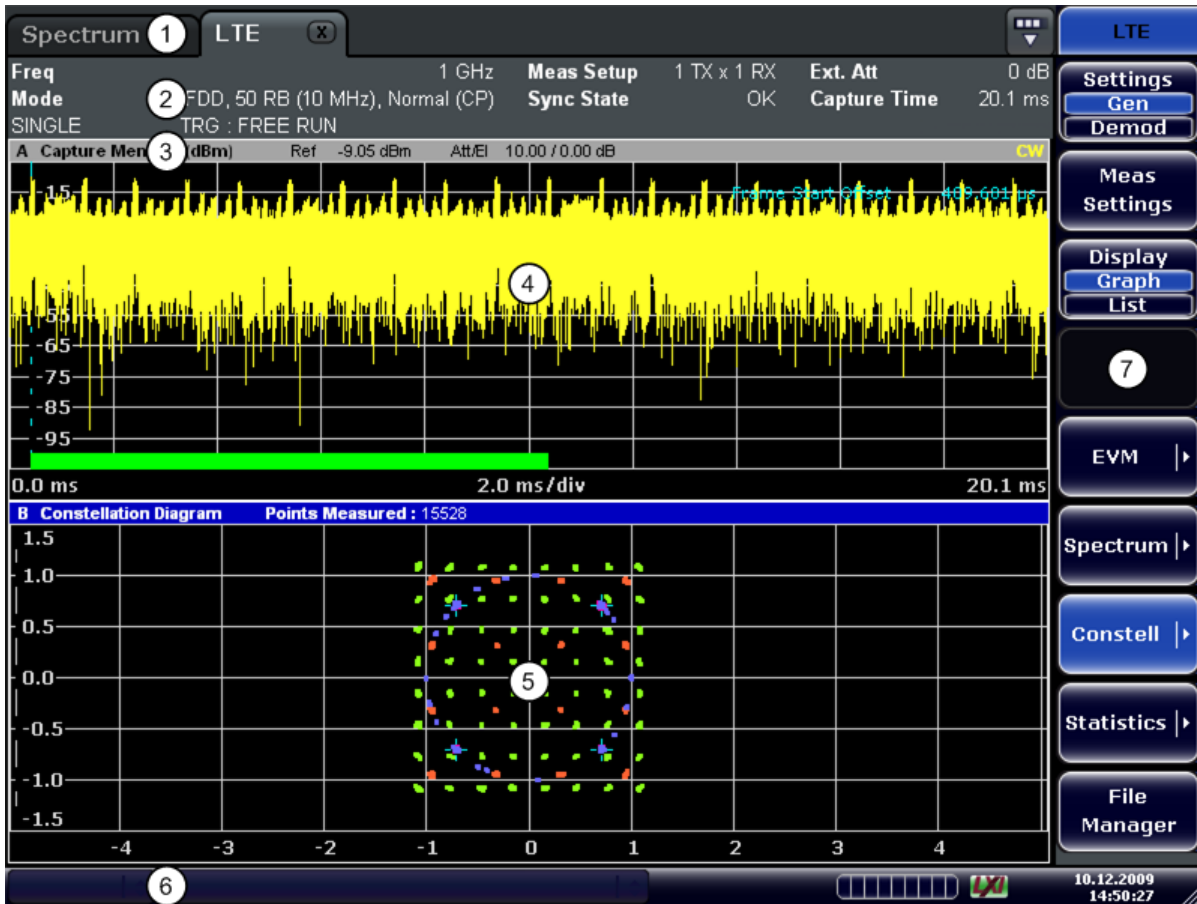 Spectrum 1 LTE X
LTE
Freq 1 GHz Meas Setup 1 TX x 1 RX Ext. Att 0 dB
Mode 2 FDD, 50 RB (10 MHz), Normal (CP) Sync State OK Capture Time 20.1 ms
SINGLE TRG : FREE RUN
A Capture 3 (dBm) Ref -9.05 dBm Att/El 10.00 / 0.00 dB CW
-15
Frame Start Offset 409.601 µs
4
-55
-65
-75
-85
-95
0.0 ms 2.0 ms/div 20.1 ms
B Constellation Diagram Points Measured : 15528
1.5
1.0
0.5
0.0
5
-0.5
-1.0
-1.5
-4 -3 -2 -1 0 1 2 3 4
6
LXI
Settings
Gen
Demod
Meas
Settings
Display
Graph
List
7
EVM
Spectrum
Constell
Statistics
File
Manager
10.12.2009
14:50:27